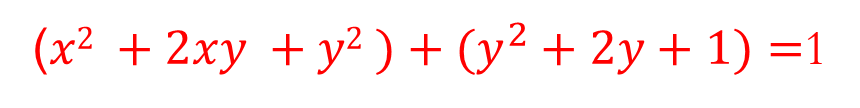 (x² + 2xy + y²) + (y² + 2y + 1) =1